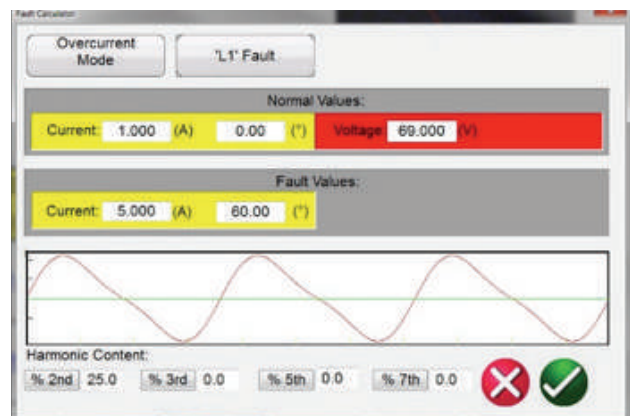 Fault Calculator
Overcurrent Mode
'L1' Fault
Normal Values:
Current: 1.000 (A) 0.00 (°) Voltage 69.000 (V)
Fault Values:
Current: 5.000 (A) 60.00 (°)
Harmonic Content:
% 2nd 25.0 % 3rd 0.0 % 5th 0.0 % 7th 0.0